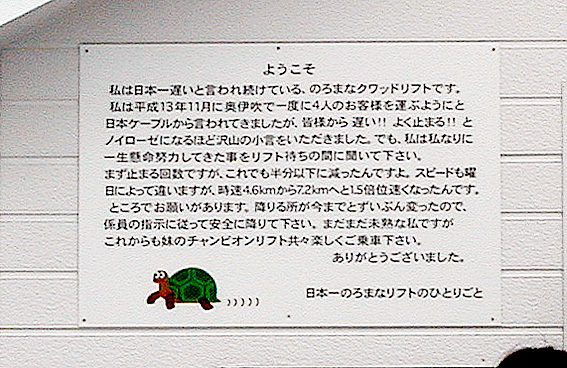 ようこそ
私は日本一遅いと言われ続けている、のろまなクワッドリフトです。
私は平成13年11月に奥伊吹で一度に4人のお客様を運ぶようにと
日本ケーブルから言われてきましたが、皆様から 遅い!! よく止まる!! と
ノイローゼになるほど沢山の小言をいただきました。でも、私は私なりに
一生懸命努力してきた事をリフト待ちの間に聞いて下さい。
まず止まる回数ですが、これでも半分以下に減ったんですよ。スピードも曜
日によって違いますが、時速4.6kmから7.2kmへと1.5倍位速くなったんです。
ところでお願いがあります。降りる所が今までとずいぶん変ったので、
係員の指示に従って安全に降りて下さい。まだまだ未熟な私ですが
これからも妹のチャンピオンリフト共々楽しくご乗車下さい。
ありがとうございました。
日本一のろまなリフトのひとりごと